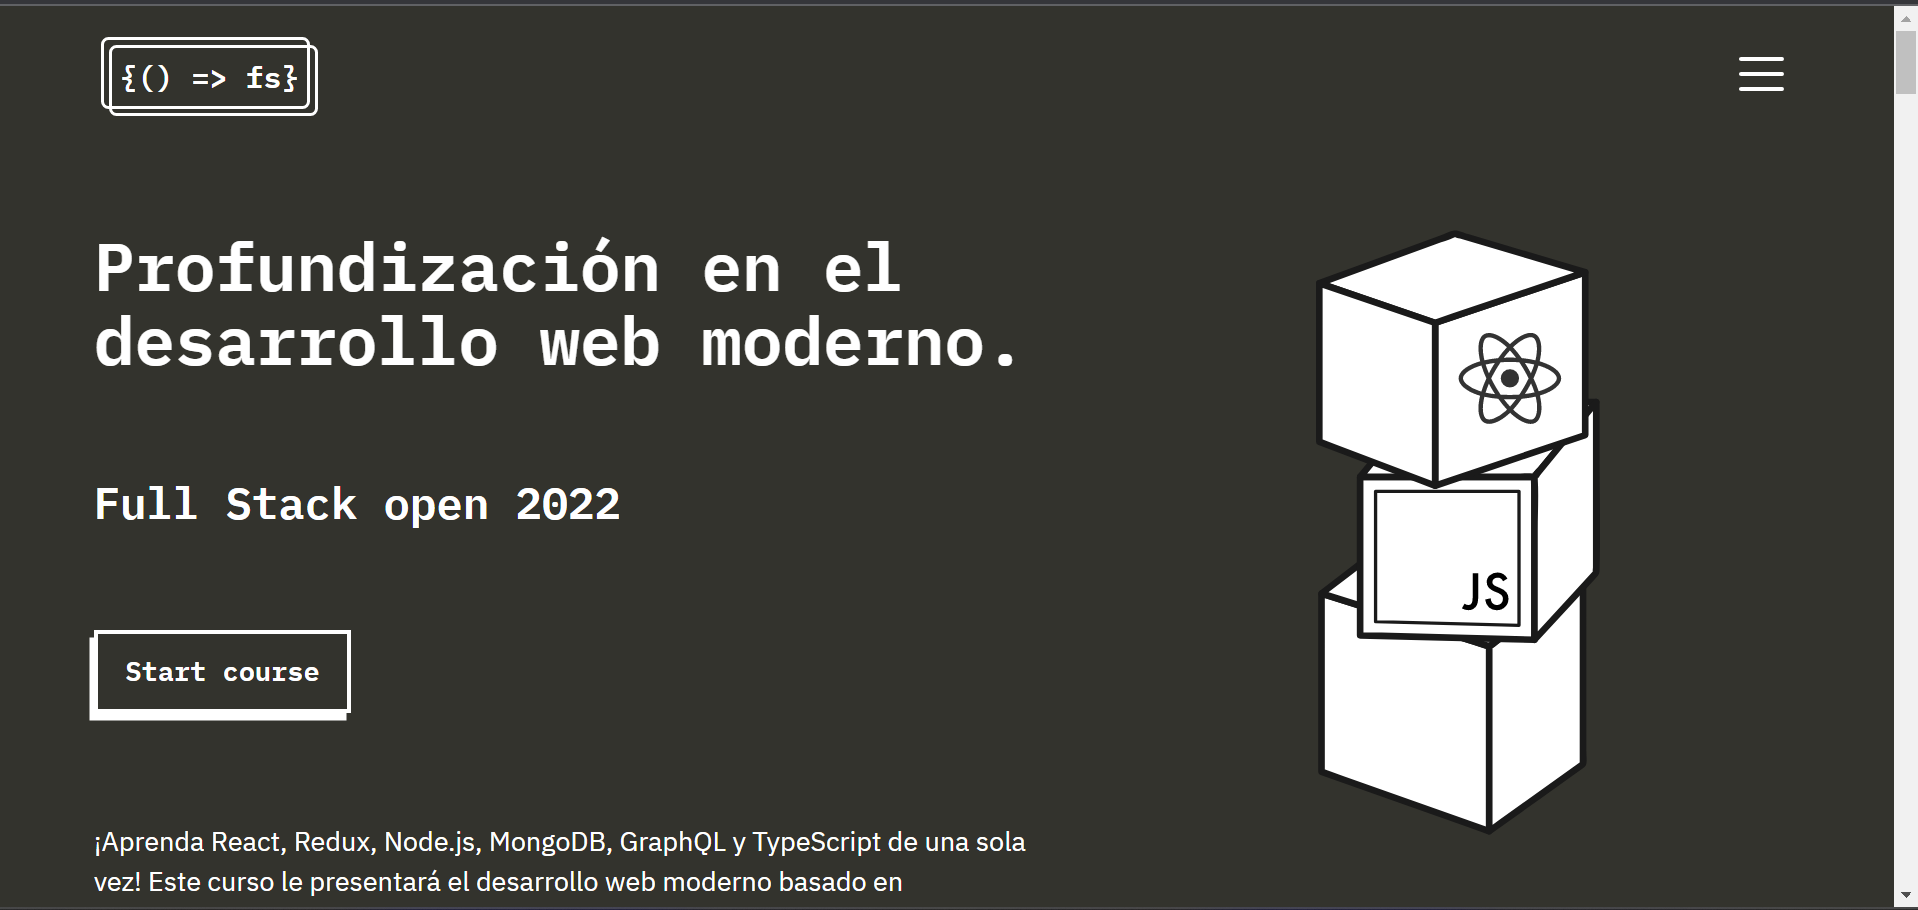 {() => fs}
Profundización en el
desarrollo web moderno.
Full Stack open 2022
Start course
JS
¡Aprenda React, Redux, Node.js, MongoDB, GraphQL y TypeScript de una sola
vez! Este curso le presentará el desarrollo web moderno basado en